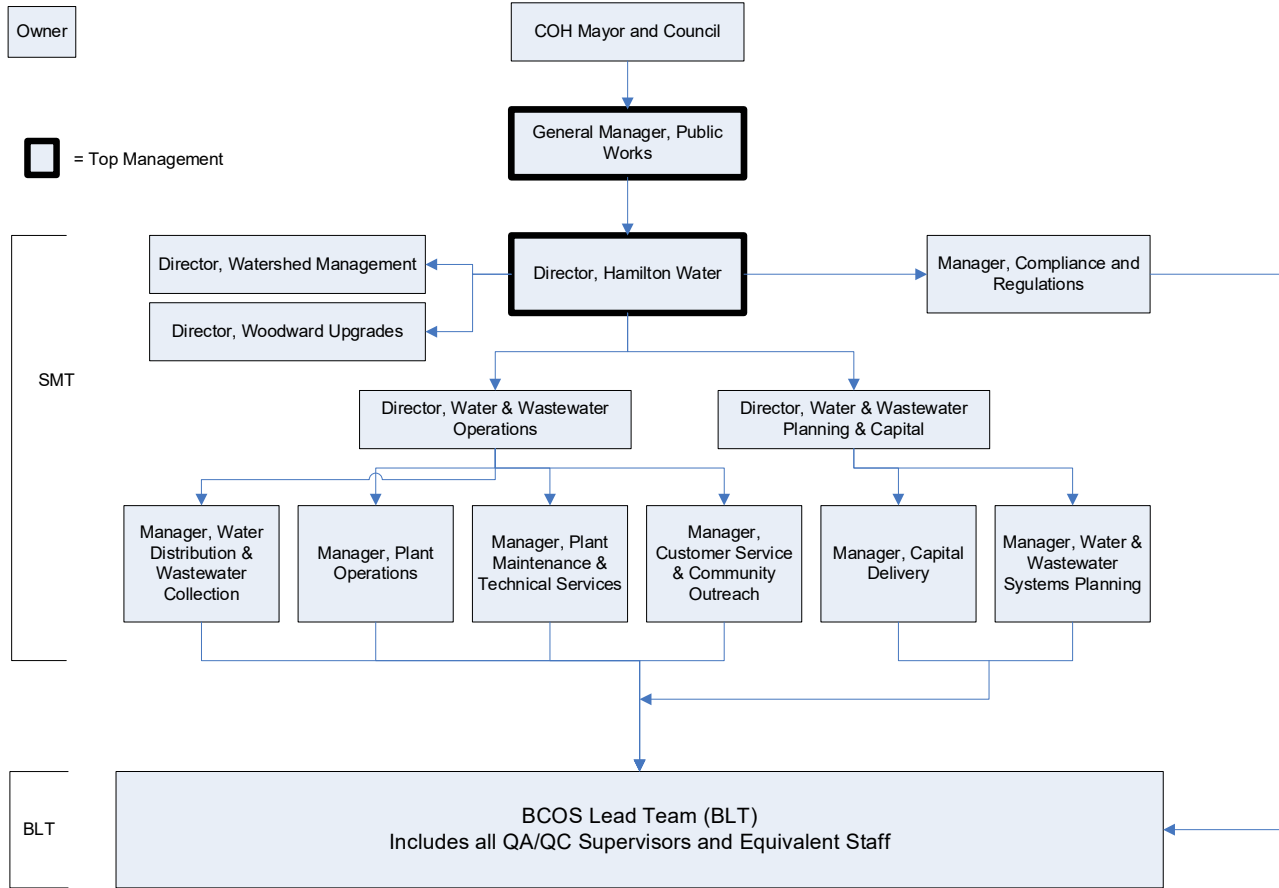 Owner
COH Mayor and Council
General Manager, Public
Works
= Top Management
SMT
Director, Watershed Management
Director, Hamilton Water
Manager, Compliance and
Regulations
Director, Woodward Upgrades
Director, Water & Wastewater
Operations
Director, Water & Wastewater
Planning & Capital
Manager, Water
Distribution &
Wastewater
Collection
Manager, Plant
Operations
Manager, Plant
Maintenance &
Technical Services
Manager,
Customer Service
& Community
Outreach
Manager, Capital
Delivery
Manager, Water &
Wastewater
Systems Planning
BLT
BCOS Lead Team (BLT)
Includes all QA/QC Supervisors and Equivalent Staff